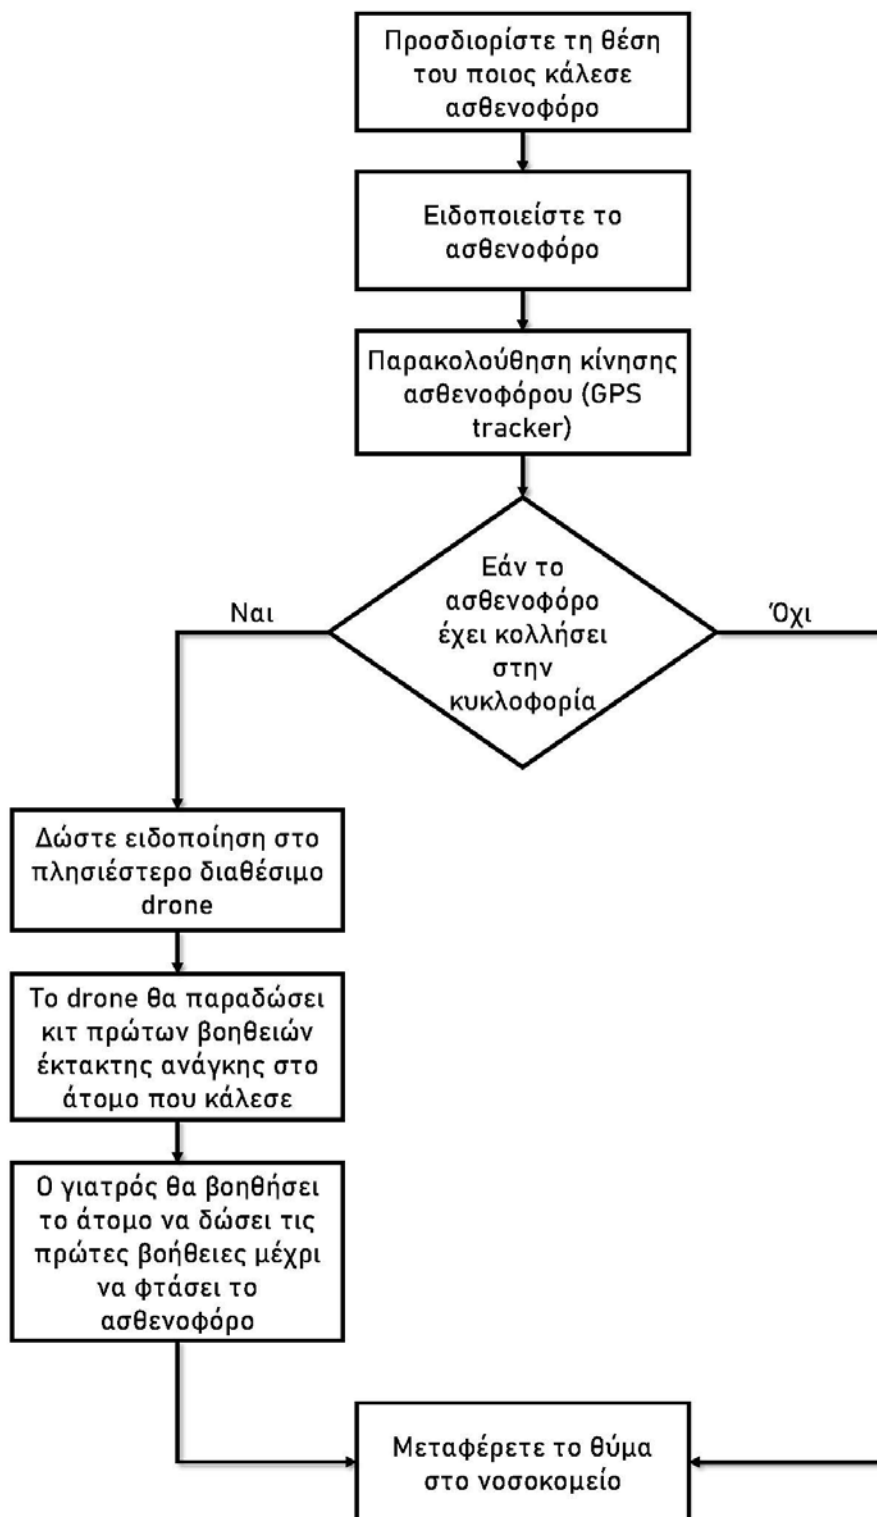 Προσδιορίστε τη θέση
του ποιος κάλεσε
ασθενοφόρο
Ειδοποιείστε το
ασθενοφόρο
Παρακολούθηση κίνησης
ασθενοφόρου (GPS
tracker)
Εάν το
ασθενοφόρο
έχει κολλήσει
στην
κυκλοφορία
Ναι
Όχι
Δώστε ειδοποίηση στο
πλησιέστερο διαθέσιμο
drone
Το drone θα παραδώσει
κιτ πρώτων βοηθειών
έκτακτης ανάγκης στο
άτομο που κάλεσε
Ο γιατρός θα βοηθήσει
το άτομο να δώσει τις
πρώτες βοήθειες μέχρι
να φτάσει το
ασθενοφόρο
Μεταφέρετε το θύμα
στο νοσοκομείο